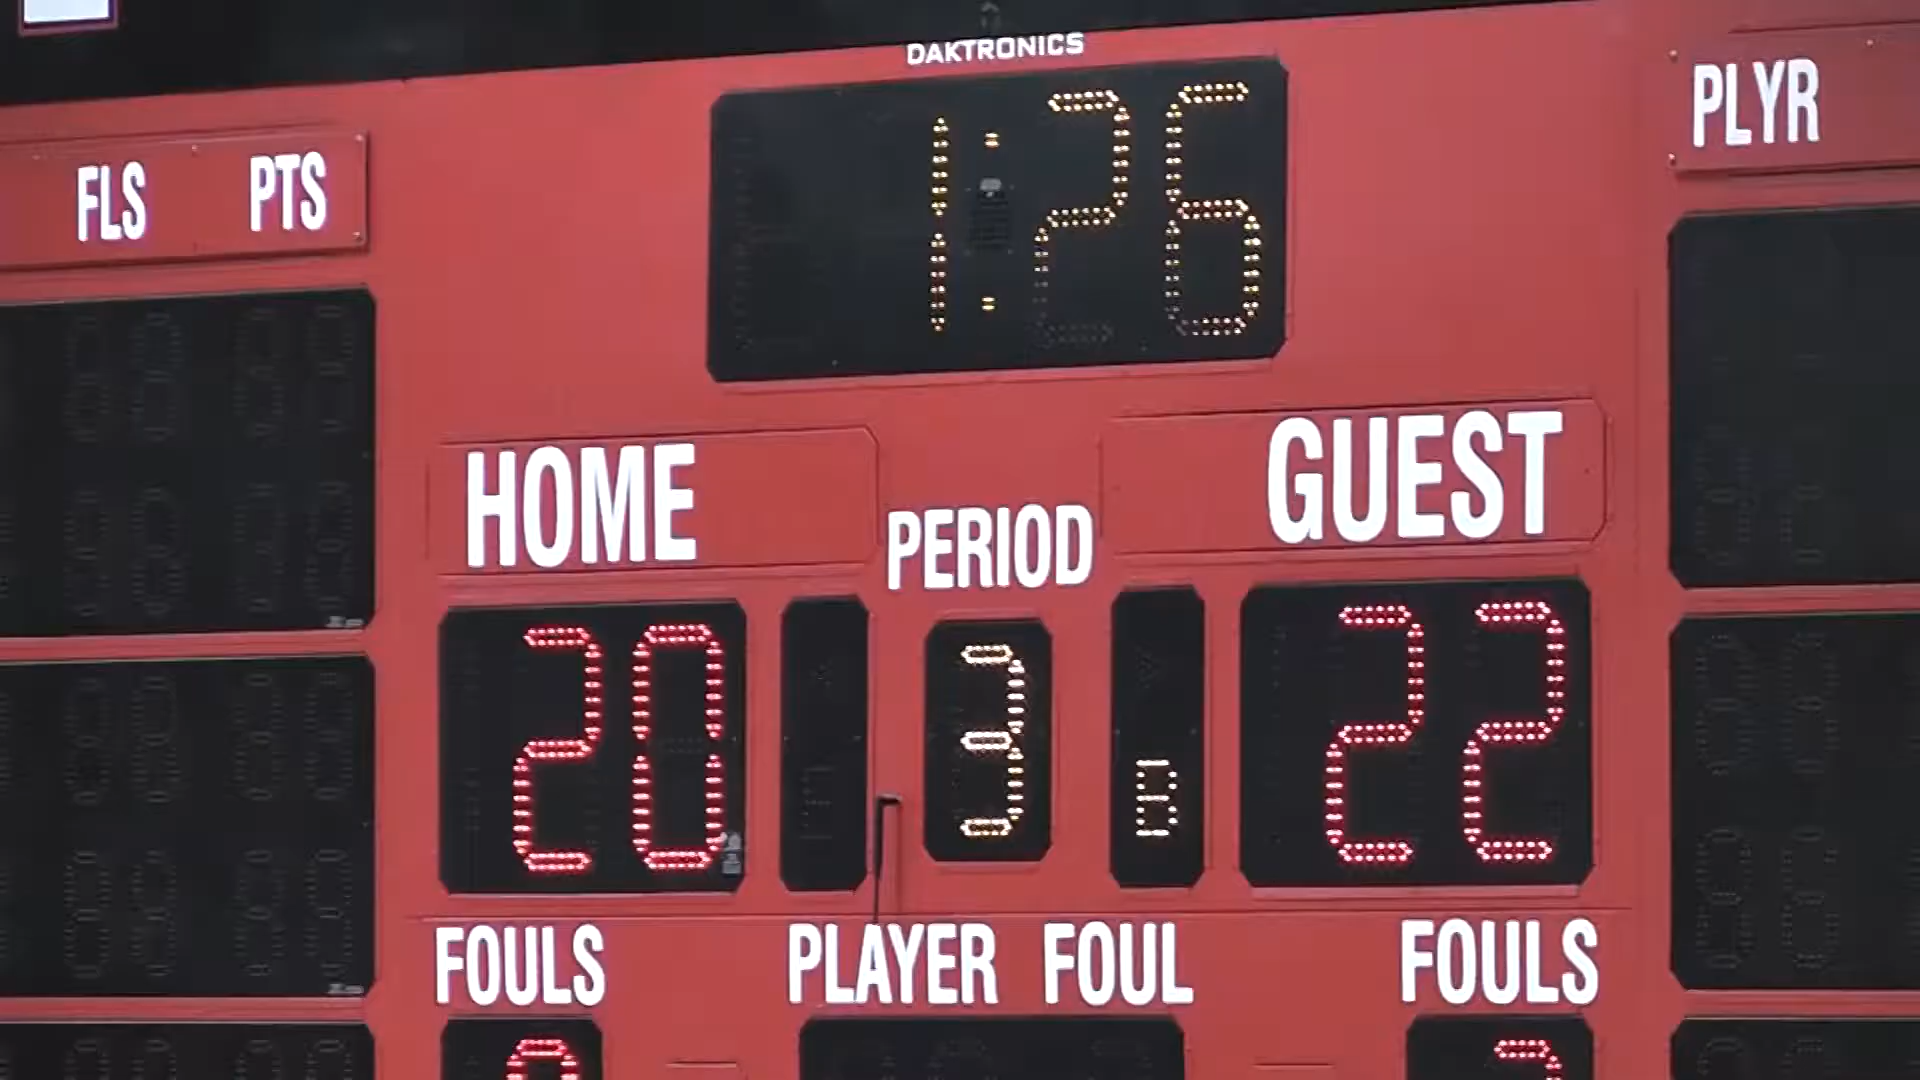 DAKTRONICS
1:26
FLS PTS
PLYR
HOME
GUEST
PERIOD
20
3
B
22
FOULS
PLAYER FOUL
FOULS